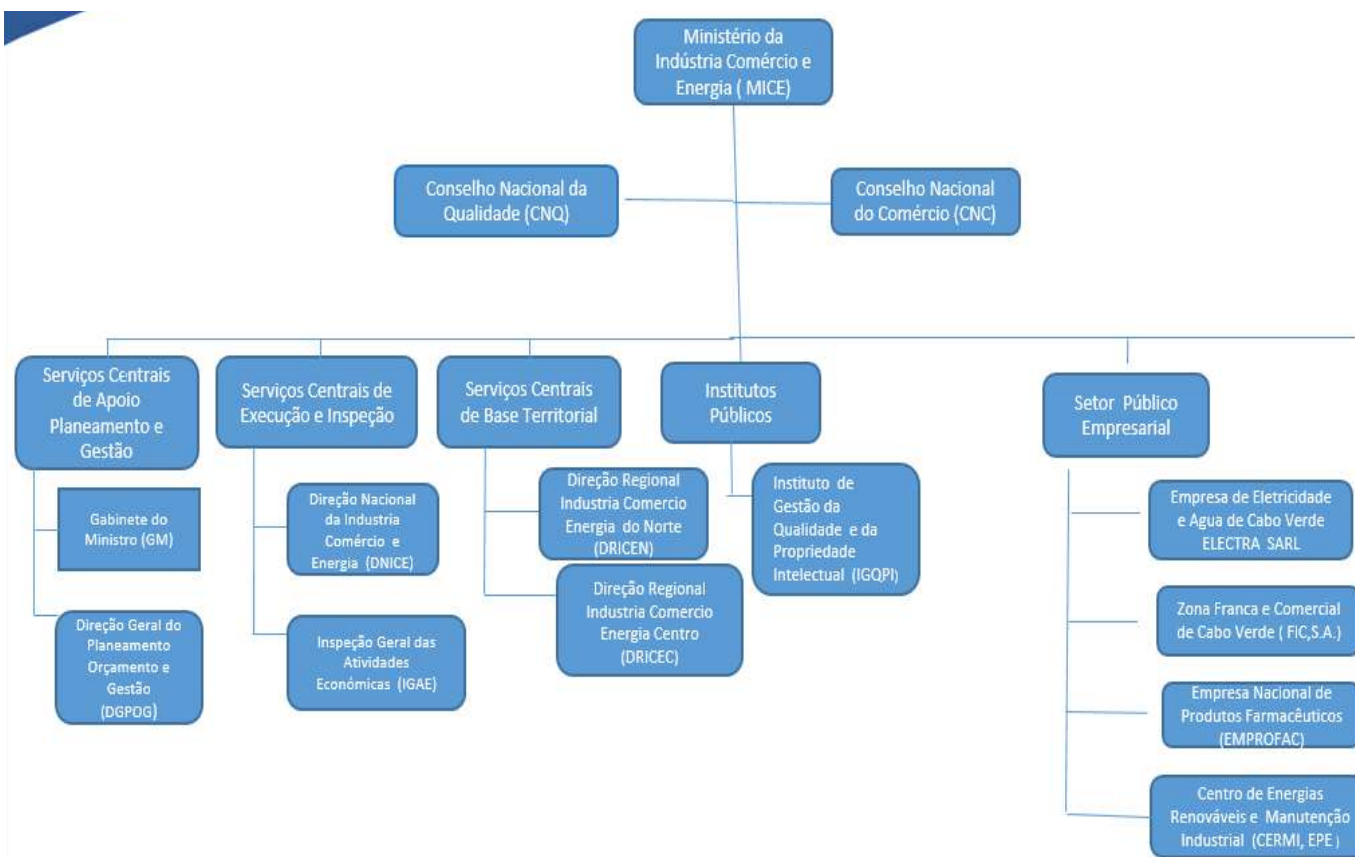 Ministério da
Indústria Comércio e
Energia ( MICE)
Conselho Nacional da
Qualidade (CNQ)
Conselho Nacional
do Comércio (CNC)
Serviços Centrais
de Apoio
Planeamento e
Gestão
Gabinete do
Ministro (GM)
Direção Geral do
Planeamento
Orçamento e
Gestão
(DGPOG)
Serviços Centrais de
Execução e Inspeção
Direção Nacional
da Industria
Comércio e
Energia (DNICE)
Inspeção Geral das
Atividades
Económicas (IGAE)
Serviços Centrais
de Base Territorial
Direção Regional
Industria Comercio
Energia do Norte
(DRICEN)
Direção Regional
Industria Comercio
Energia Centro
(DRICEC)
Institutos
Públicos
Instituto de
Gestão da
Qualidade e da
Propriedade
Intelectual (IGQPI)
Setor Público
Empresarial
Empresa de Eletricidade
e Agua de Cabo Verde
ELECTRA SARL
Zona Franca e Comercial
de Cabo Verde ( FIC,S.A.)
Empresa Nacional de
Produtos Farmacêuticos
(EMPROFAC)
Centro de Energias
Renováveis e Manutenção
Industrial (CERMI, EPE )